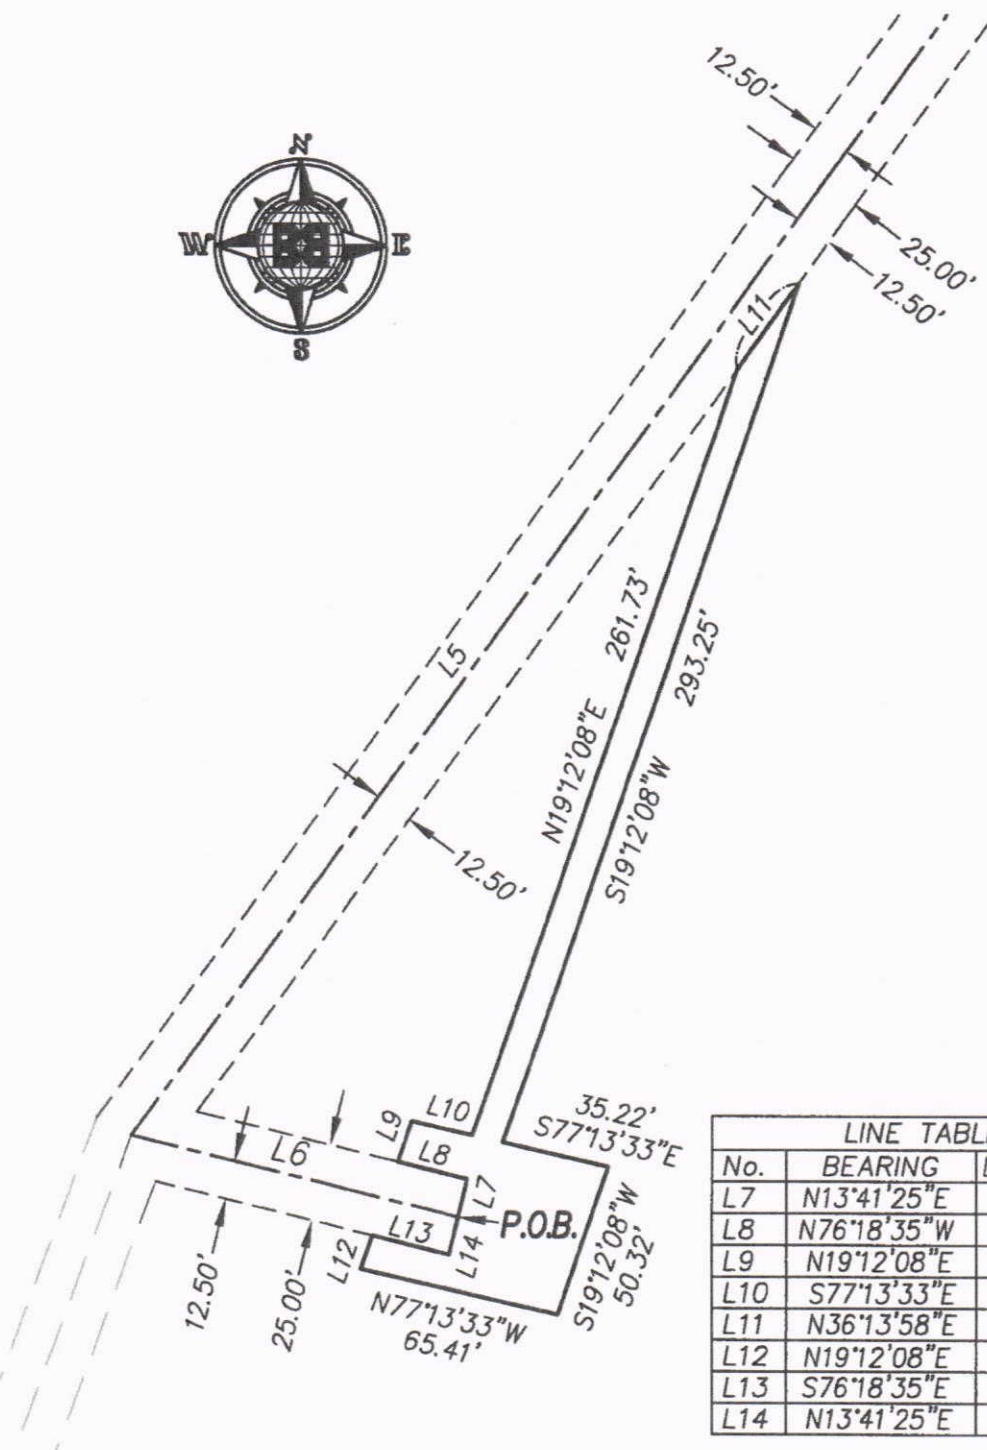 12.50'
N
W
E
S
25.00'
12.50'
L11
L5
261.73'
N19°12'08"E
293.25'
S19°12'08"W
12.50'
L9
L10
L8
L6
L7
35.22'
S77°13'33"E
P.O.B.
L13
L14
L12
S19°12'08"W
50.32'
12.50'
25.00'
N77°13'33"W
65.41'
LINE TABL
No. BEARING
L7 N13°41'25"E
L8 N76°18'35"W
L9 N19°12'08"E
L10 S77°13'33"E
L11 N36°13'58"E
L12 N19°12'08"E
L13 S76°18'35"E
L14 N13°41'25"E